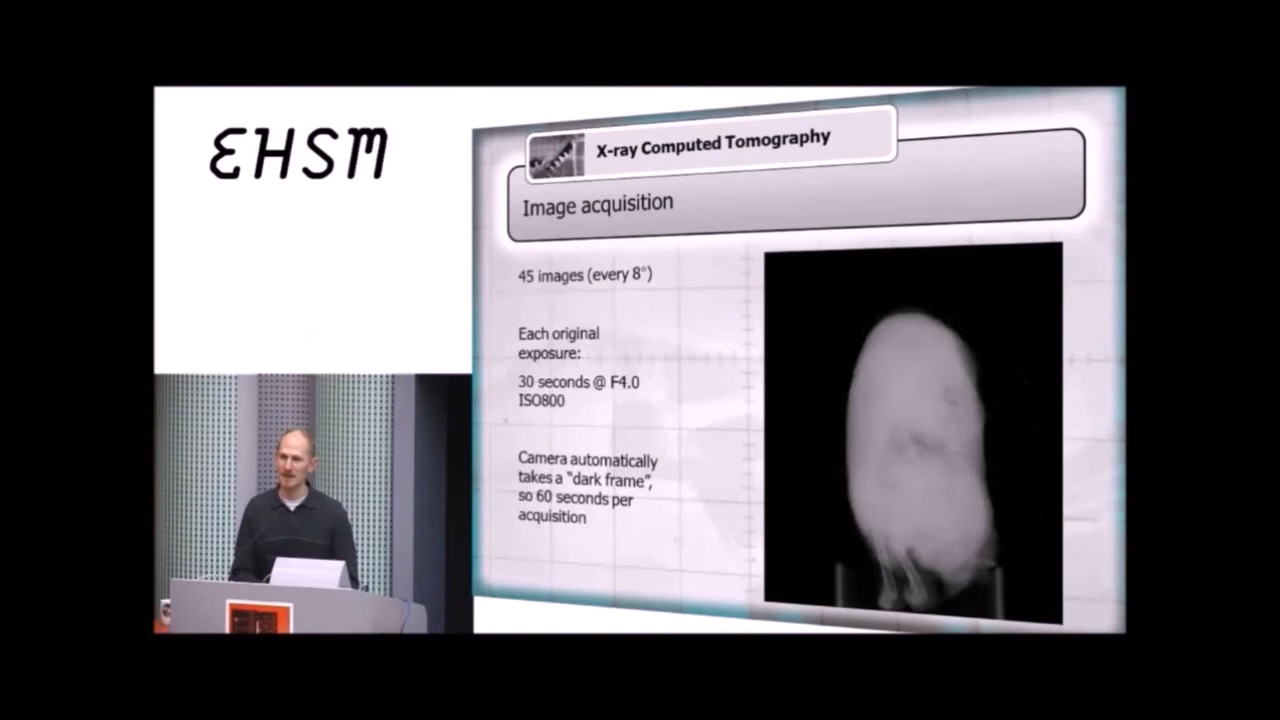 EHSM
X-ray Computed Tomography
Image acquisition
45 images (every 8°)
Each original
exposure:
30 seconds @ F4.0
ISO800
Camera automatically
takes a “dark frame”,
so 60 seconds per
acquisition